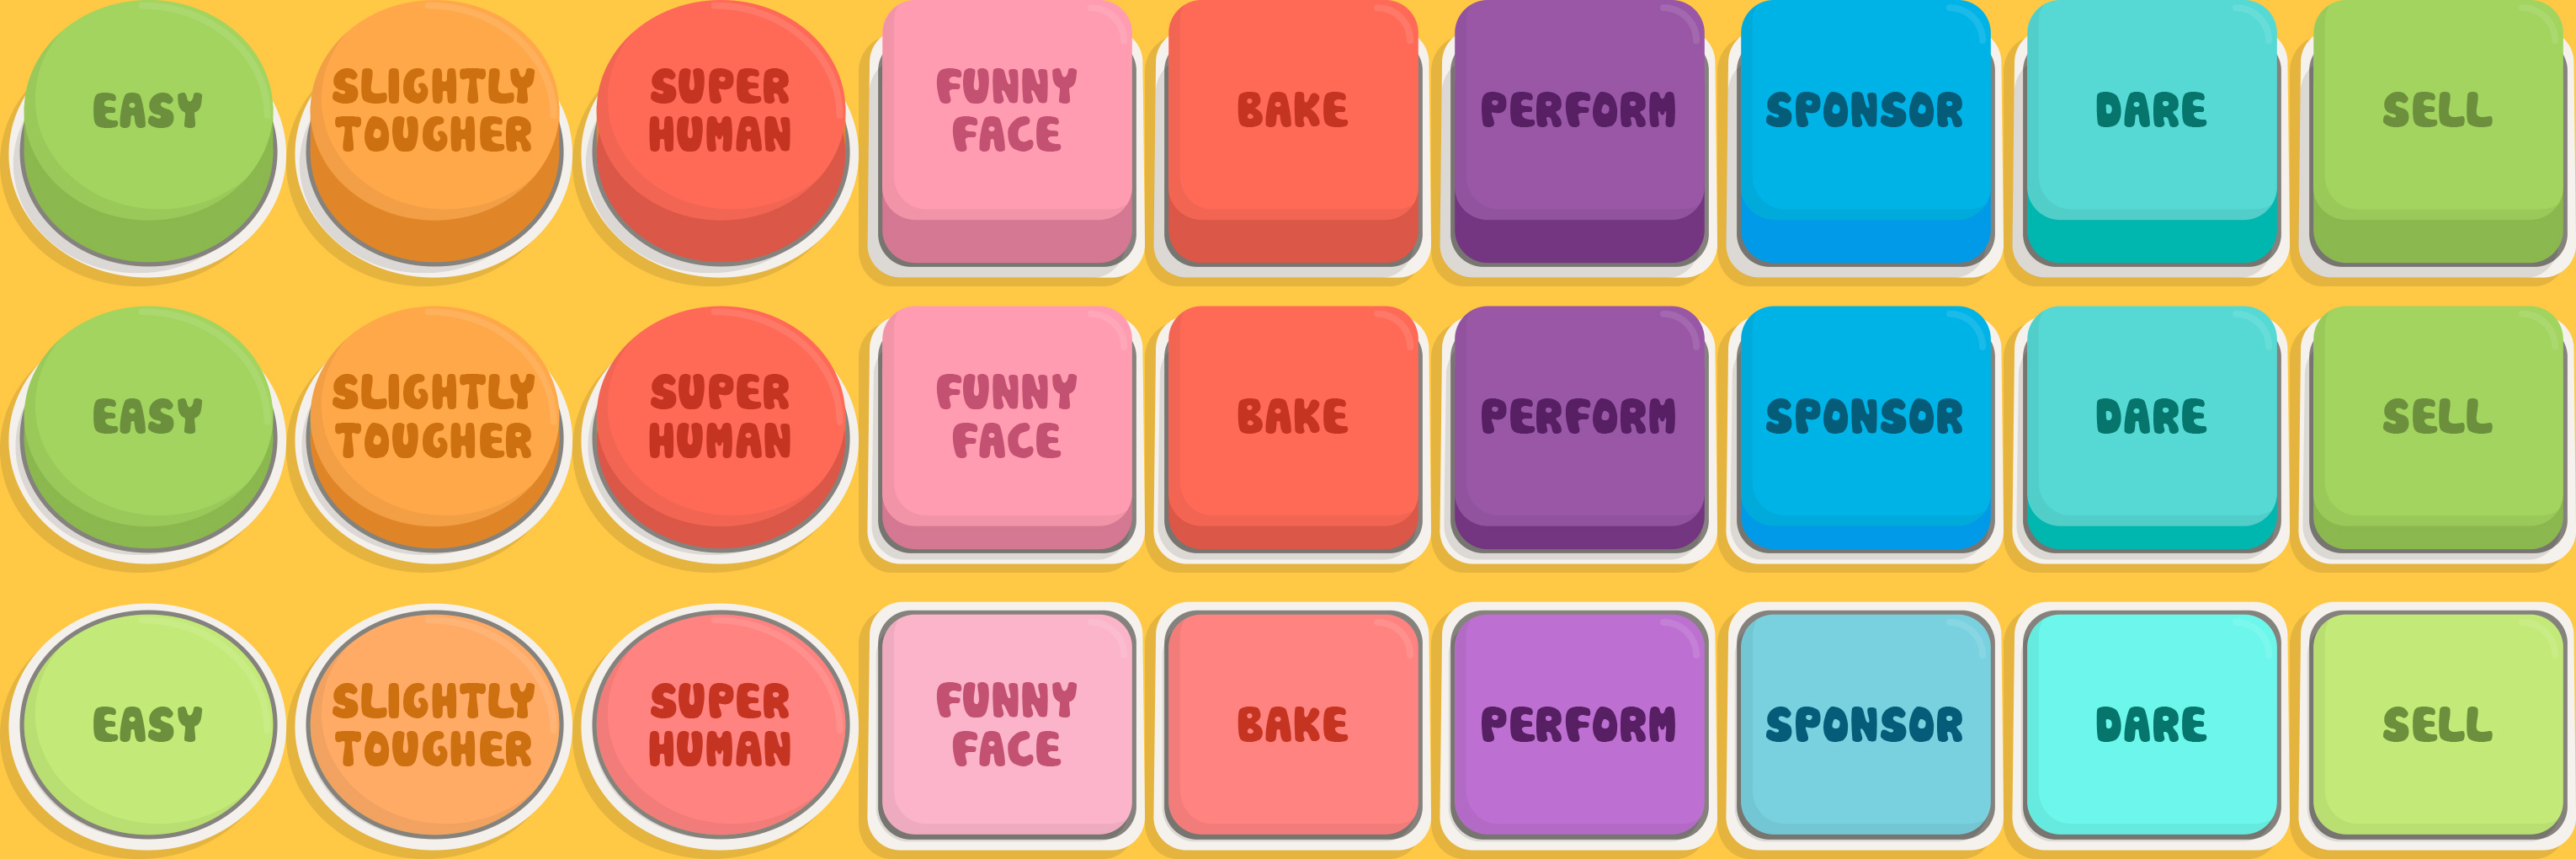 EASY
SLIGHTLY
TOUGHER
SUPER
HUMAN
FUNNY
FACE
BAKE
PERFORM
SPONSOR
DARE
SELL
EASY
SLIGHTLY
TOUGHER
SUPER
HUMAN
FUNNY
FACE
BAKE
PERFORM
SPONSOR
DARE
SELL
EASY
SLIGHTLY
TOUGHER
SUPER
HUMAN
FUNNY
FACE
BAKE
PERFORM
SPONSOR
DARE
SELL